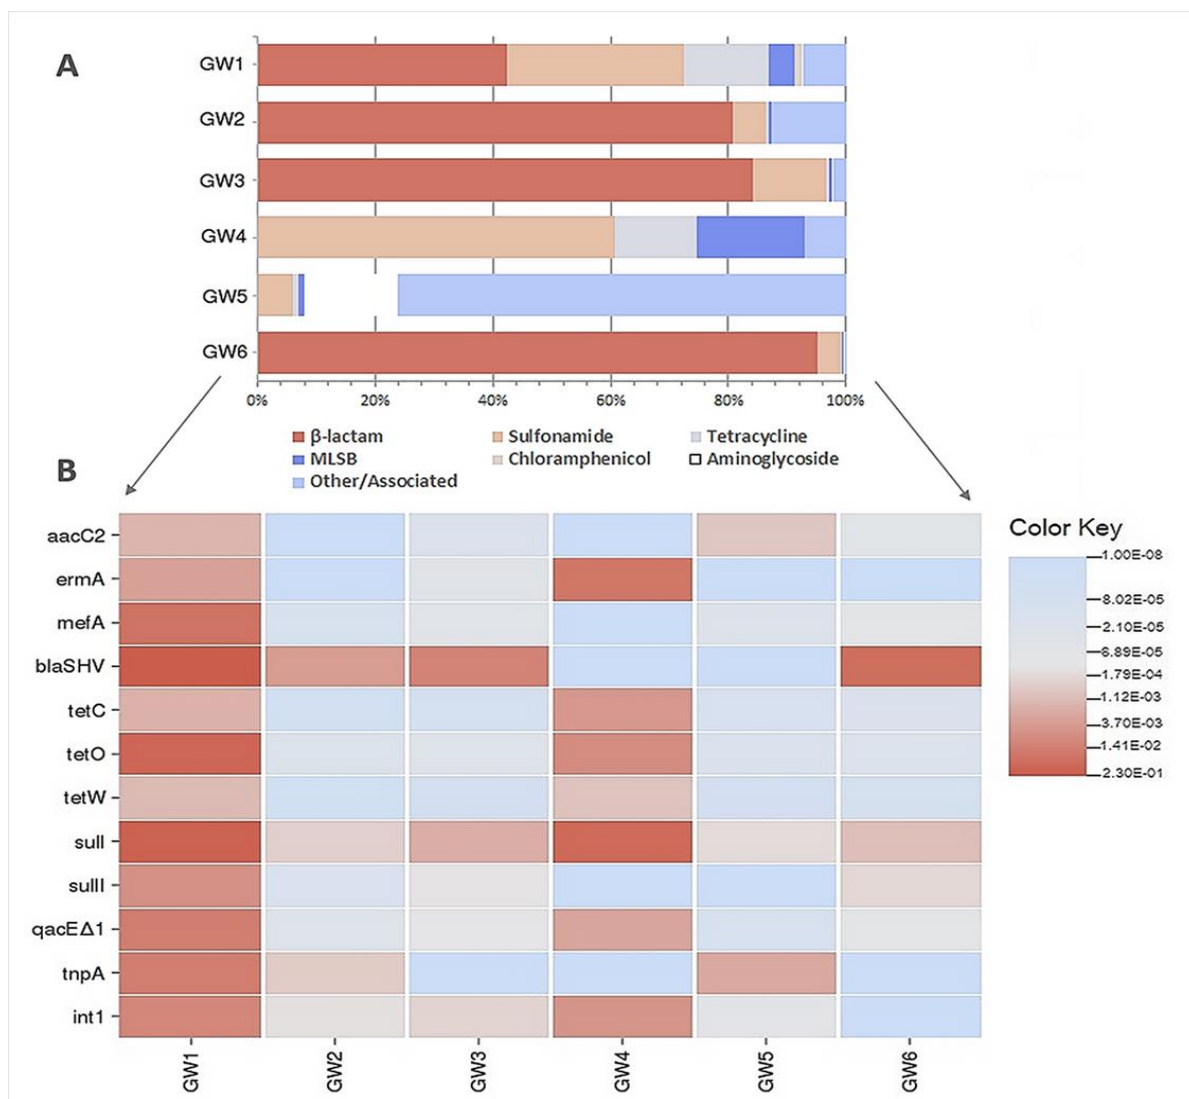 A
GW1
GW2
GW3
GW4
GW5
GW6
0% 20% 40% 60% 80% 100%
β-lactam Sulfonamide Tetracycline
MLSB Chloramphenicol Aminoglycoside
Other/Associated
B
Color Key
aacC2
ermA
mefA
blaSHV
tetC
tetO
tetW
sulI
sulII
qacEΔ1
tnpA
int1
1.00E-08
8.02E-05
2.10E-05
6.89E-05
1.79E-04
1.12E-03
3.70E-03
1.41E-02
2.30E-01
GW1 GW2 GW3 GW4 GW5 GW6